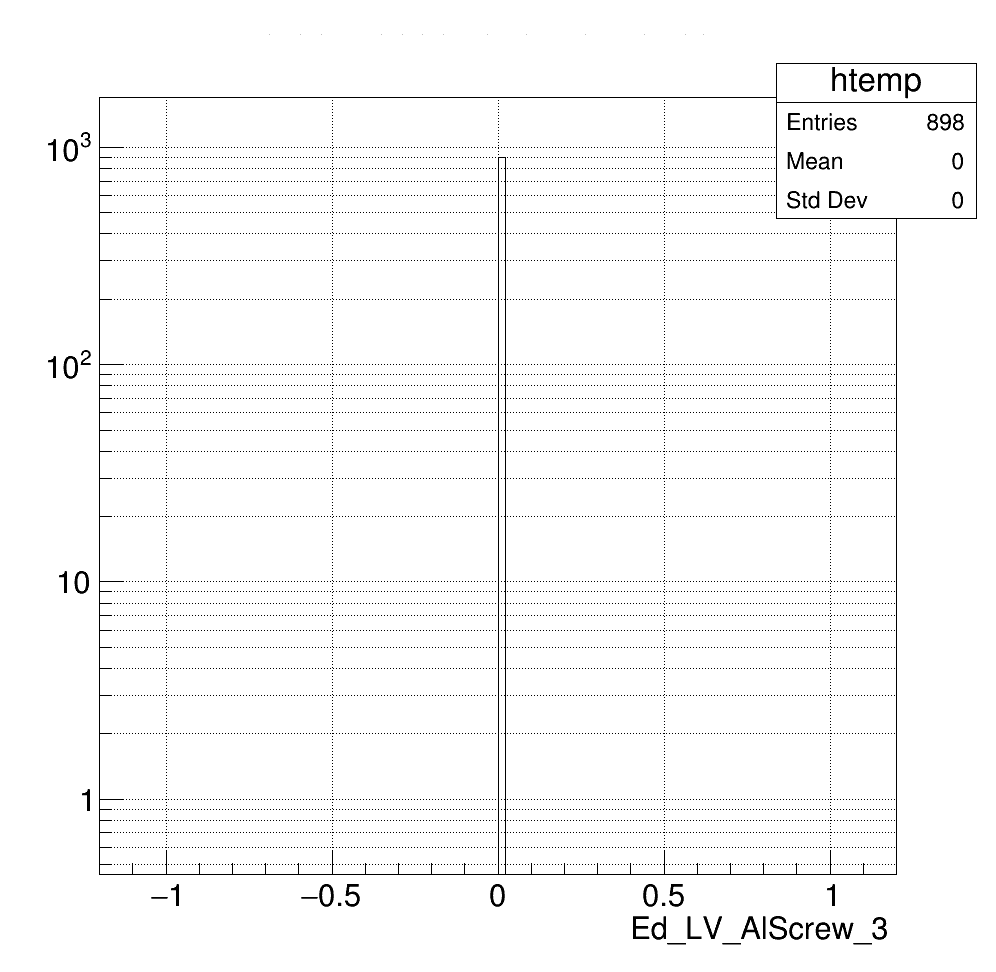 htemp
Entries 898
Mean 0
Std Dev 0
10³
10²
10
1
−1 −0.5 0 0.5 1
Ed_LV_AlScrew_3